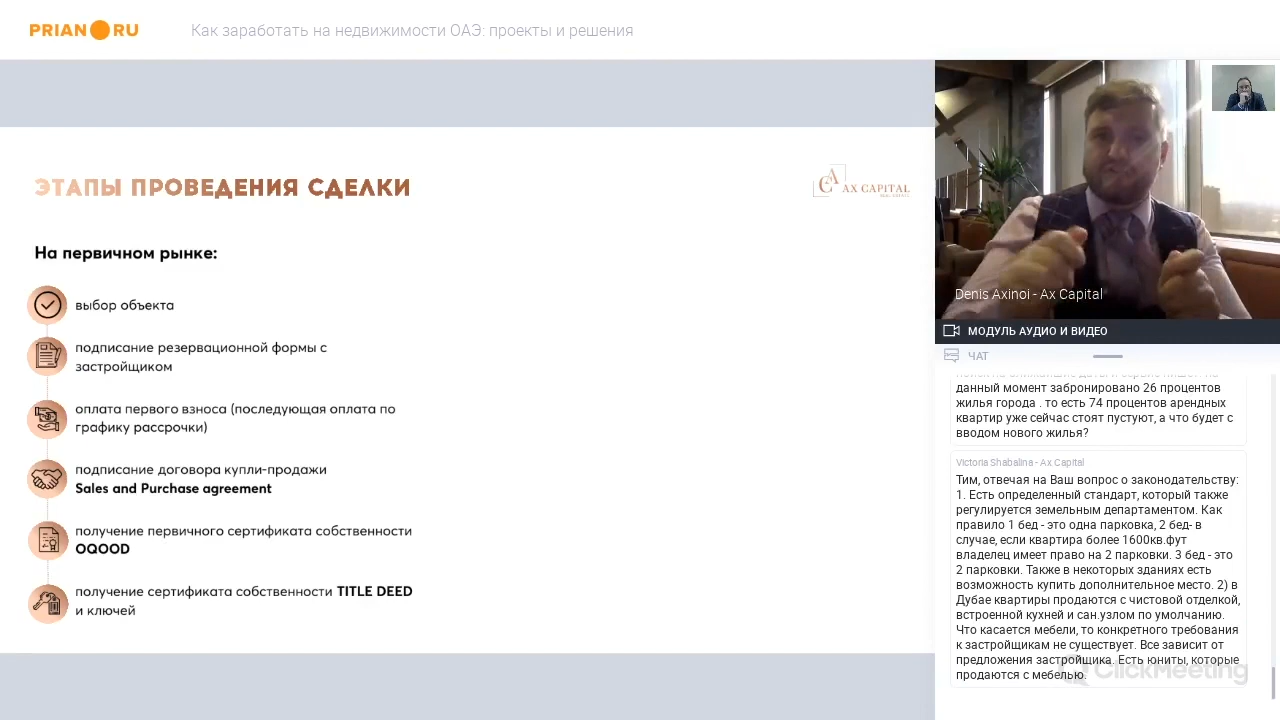 PRIAN RU
Как заработать на недвижимости ОАЭ: проекты и решения
ЭТАПЫ ПРОВЕДЕНИЯ СДЕЛКИ
AX CAPITAL
На первичном рынке:
выбор объекта
подписание резервационной формы с
застройщиком
оплата первого взноса (последующая оплата по
графику рассрочки)
подписание договора купли-продажи
Sales and Purchase agreement
получение первичного сертификата собственности
OQOOD
получение сертификата собственности TITLE DEED
и ключей
Denis Axinoi - Ax Capital
МОДУЛЬ АУДИО И ВИДЕО
ЧАТ
данный момент забронировано 26 процентов
жилья города . то есть 74 процентов арендных
квартир уже сейчас стоят пустуют, а что будет с
вводом нового жилья?
Victoria Shabalina - Ax Capital
Тим, отвечая на Ваш вопрос о законодательству:
1. Есть определенный стандарт, который также
регулируется земельным департаментом. Как
правило 1 бед - это одна парковка, 2 бед- в
случае, если квартира более 1600кв.фут
владелец имеет право на 2 парковки. 3 бед - это
2 парковки. Также в некоторых зданиях есть
возможность купить дополнительное место. 2) в
Дубае квартиры продаются с чистовой отделкой,
встроенной кухней и сан.узлом по умолчанию.
Что касается мебели, то конкретного требования
к застройщикам не существует. Все зависит от
предложения застройщика. Есть юниты, которые
продаются с мебелью.
ClickMeeting